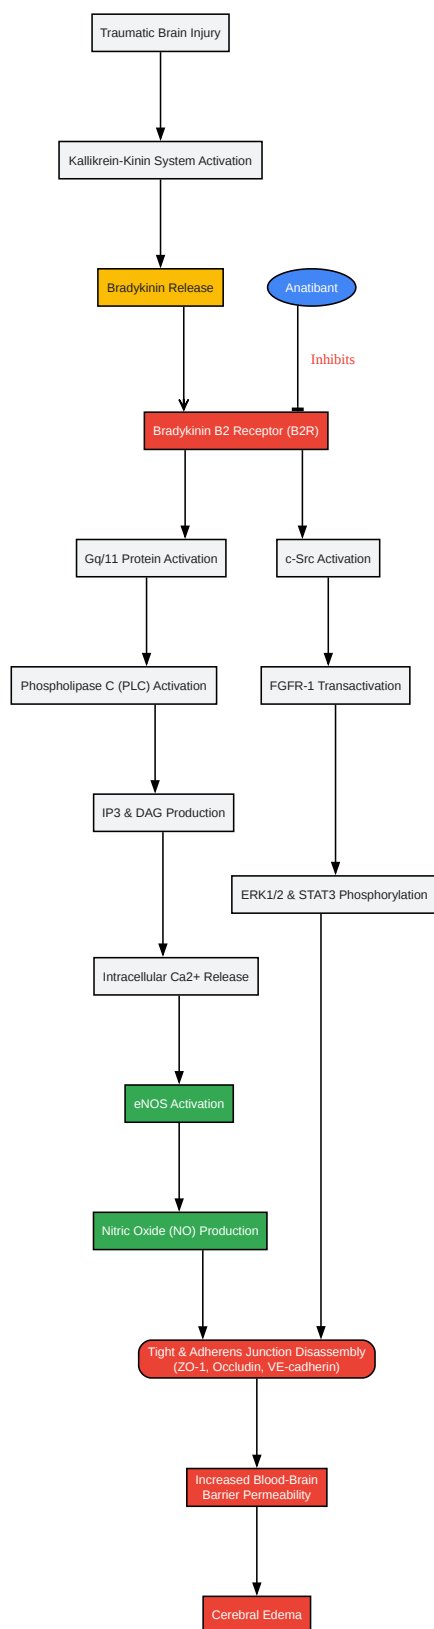 Traumatic Brain Injury
Kallikrein-Kinin System Activation
Bradykinin Release
Anatibant
Inhibits
Bradykinin B2 Receptor (B2R)
Gq/11 Protein Activation
c-Src Activation
Phospholipase C (PLC) Activation
FGFR-1 Transactivation
IP3 & DAG Production
ERK1/2 & STAT3 Phosphorylation
Intracellular Ca2+ Release
eNOS Activation
Nitric Oxide (NO) Production
Tight & Adherens Junction Disassembly
(ZO-1, Occludin, VE-cadherin)
Increased Blood-Brain
Barrier Permeability
Cerebral Edema